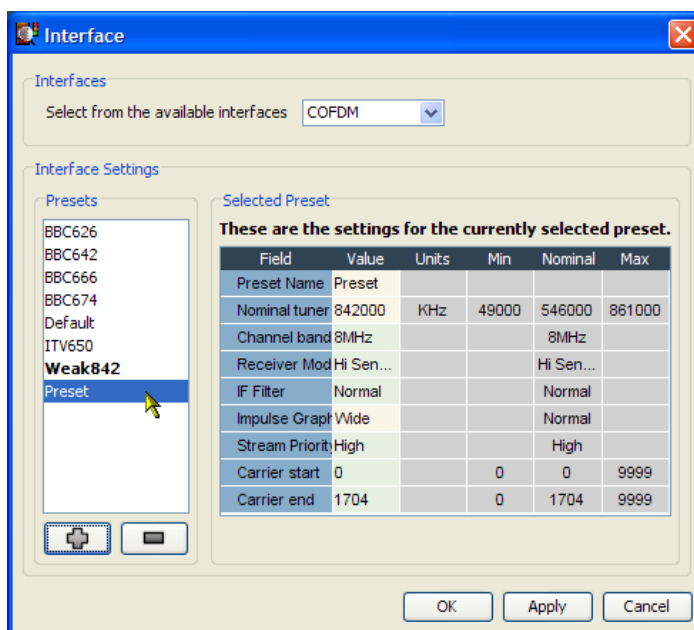 Interface
Interfaces
Select from the available interfaces COFDM
Interface Settings
Presets
BBC626
BBC642
BBC666
BBC674
Default
ITV650
Weak842
Preset
Selected Preset
These are the settings for the currently selected preset.
Field Value Units Min Nominal Max
Preset Name Preset
Nominal tuner 842000 KHz 49000 546000 861000
Channel band 8MHz 8MHz
Receiver Mod Hi Sen... Hi Sen...
IF Filter Normal Normal
Impulse Graph Wide Normal
Stream Priority High High
Carrier start 0 0 0 9999
Carrier end 1704 0 1704 9999
OK Apply Cancel